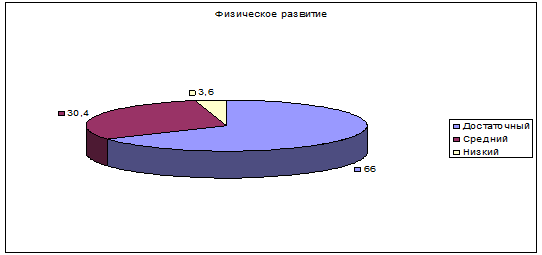 Физическое развитие
3,6
30,4
66
Достаточный
Средний
Низкий